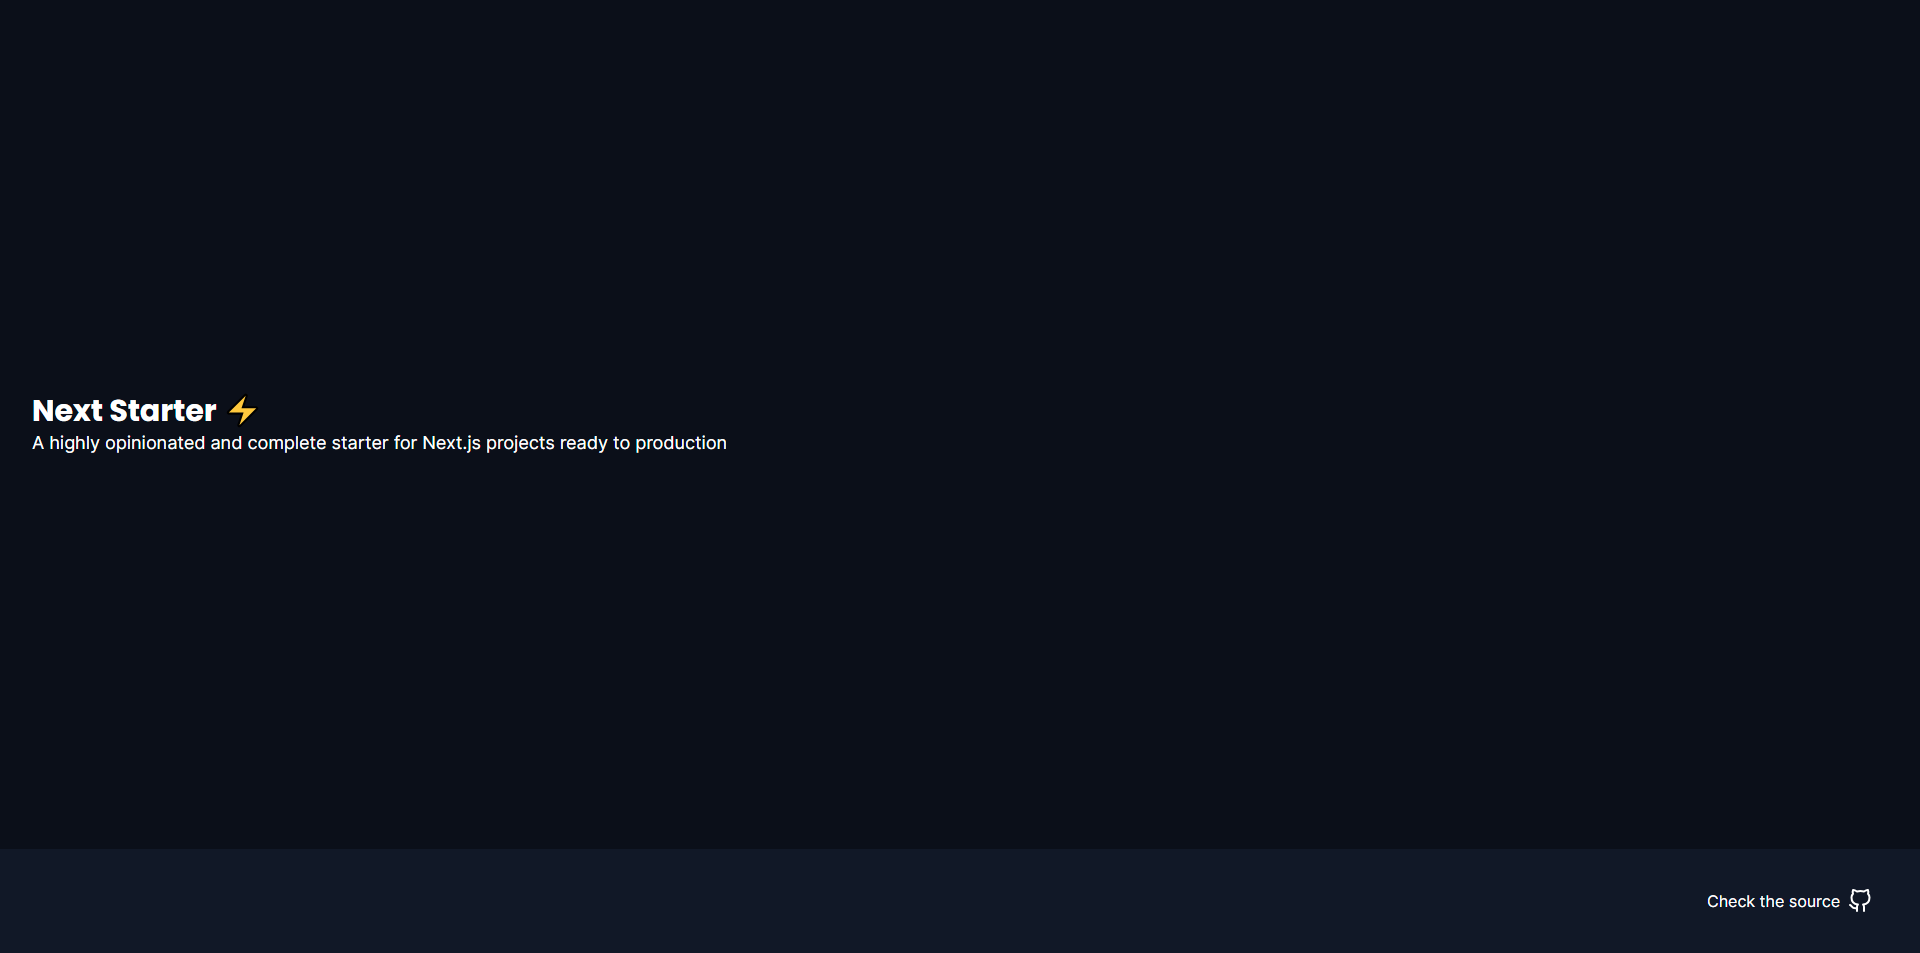 Next Starter ⚡
A highly opinionated and complete starter for Next.js projects ready to production
Check the source